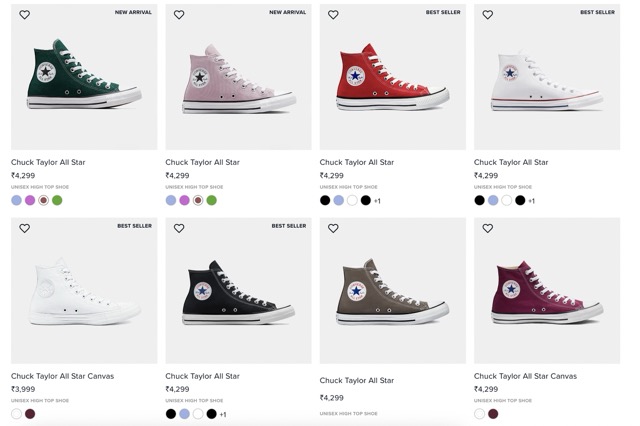 NEW ARRIVAL
Chuck Taylor All Star
₹4,299
UNISEX HIGH TOP SHOE
NEW ARRIVAL
Chuck Taylor All Star
₹4,299
UNISEX HIGH TOP SHOE
BEST SELLER
Chuck Taylor All Star
₹4,299
UNISEX HIGH TOP SHOE
+1
BEST SELLER
Chuck Taylor All Star
₹4,299
UNISEX HIGH TOP SHOE
+1
BEST SELLER
Chuck Taylor All Star Canvas
₹3,999
UNISEX HIGH TOP SHOE
BEST SELLER
Chuck Taylor All Star
₹4,299
UNISEX HIGH TOP SHOE
+1
Chuck Taylor All Star
₹4,299
UNISEX HIGH TOP SHOE
Chuck Taylor All Star Canvas
₹4,299
UNISEX HIGH TOP SHOE